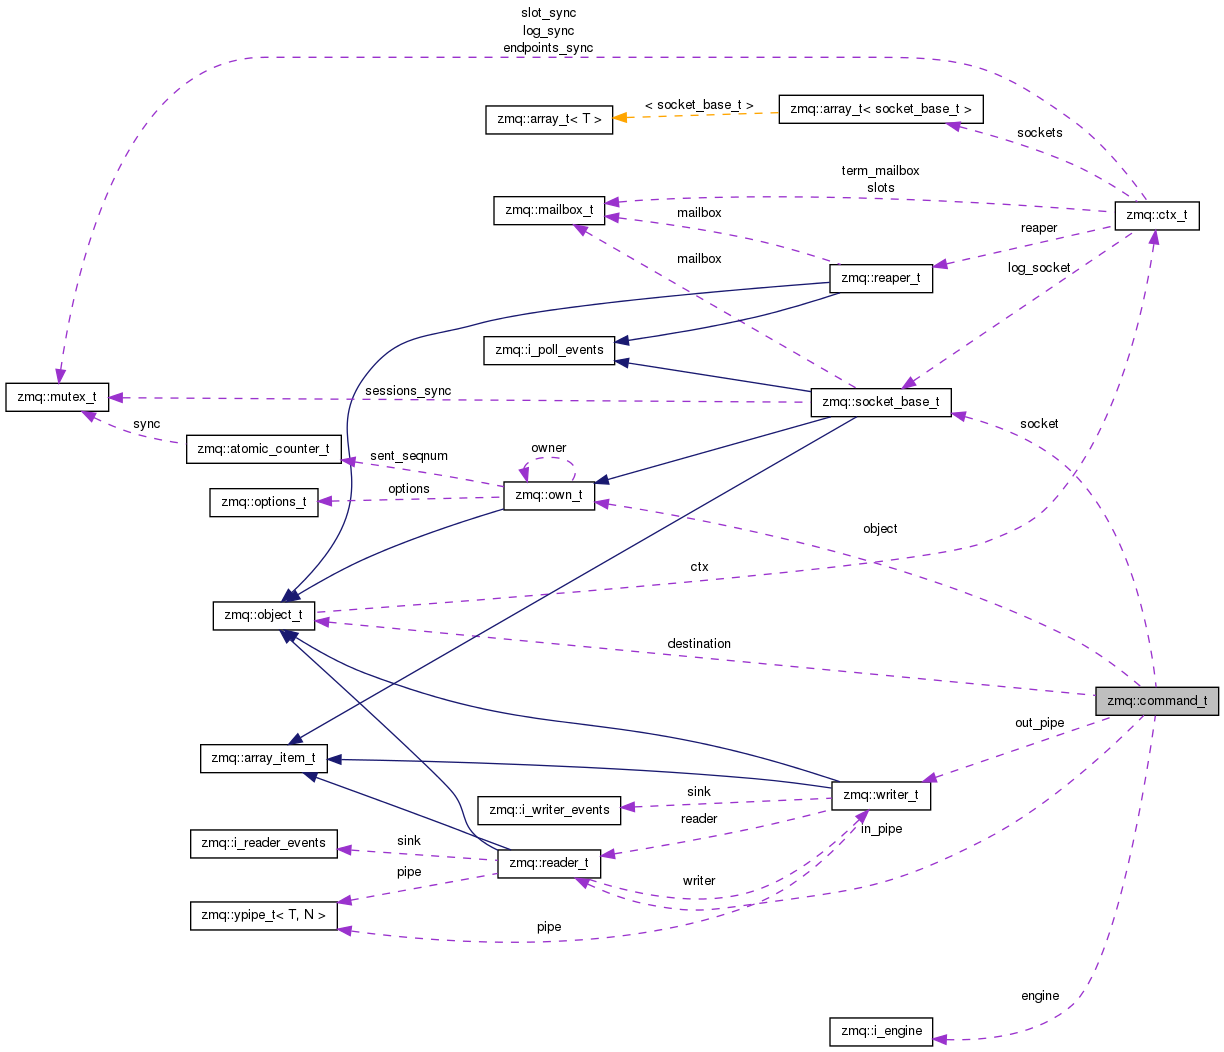 slot_sync
log_sync
endpoints_sync
< socket_base_t >
zmq::array_t< socket_base_t >
zmq::array_t< T >
sockets
term_mailbox
slots
zmq::mailbox_t
mailbox
zmq::ctx_t
reaper
mailbox
log_socket
zmq::reaper_t
zmq::i_poll_events
zmq::mutex_t
sessions_sync
zmq::socket_base_t
sync
socket
zmq::atomic_counter_t
sent_seqnum
owner
options
zmq::options_t
zmq::own_t
object
ctx
zmq::object_t
destination
zmq::command_t
out_pipe
zmq::array_item_t
sink
zmq::writer_t
zmq::i_writer_events
reader
in_pipe
zmq::i_reader_events
sink
zmq::reader_t
pipe
writer
zmq::ypipe_t< T, N >
pipe
engine
zmq::i_engine